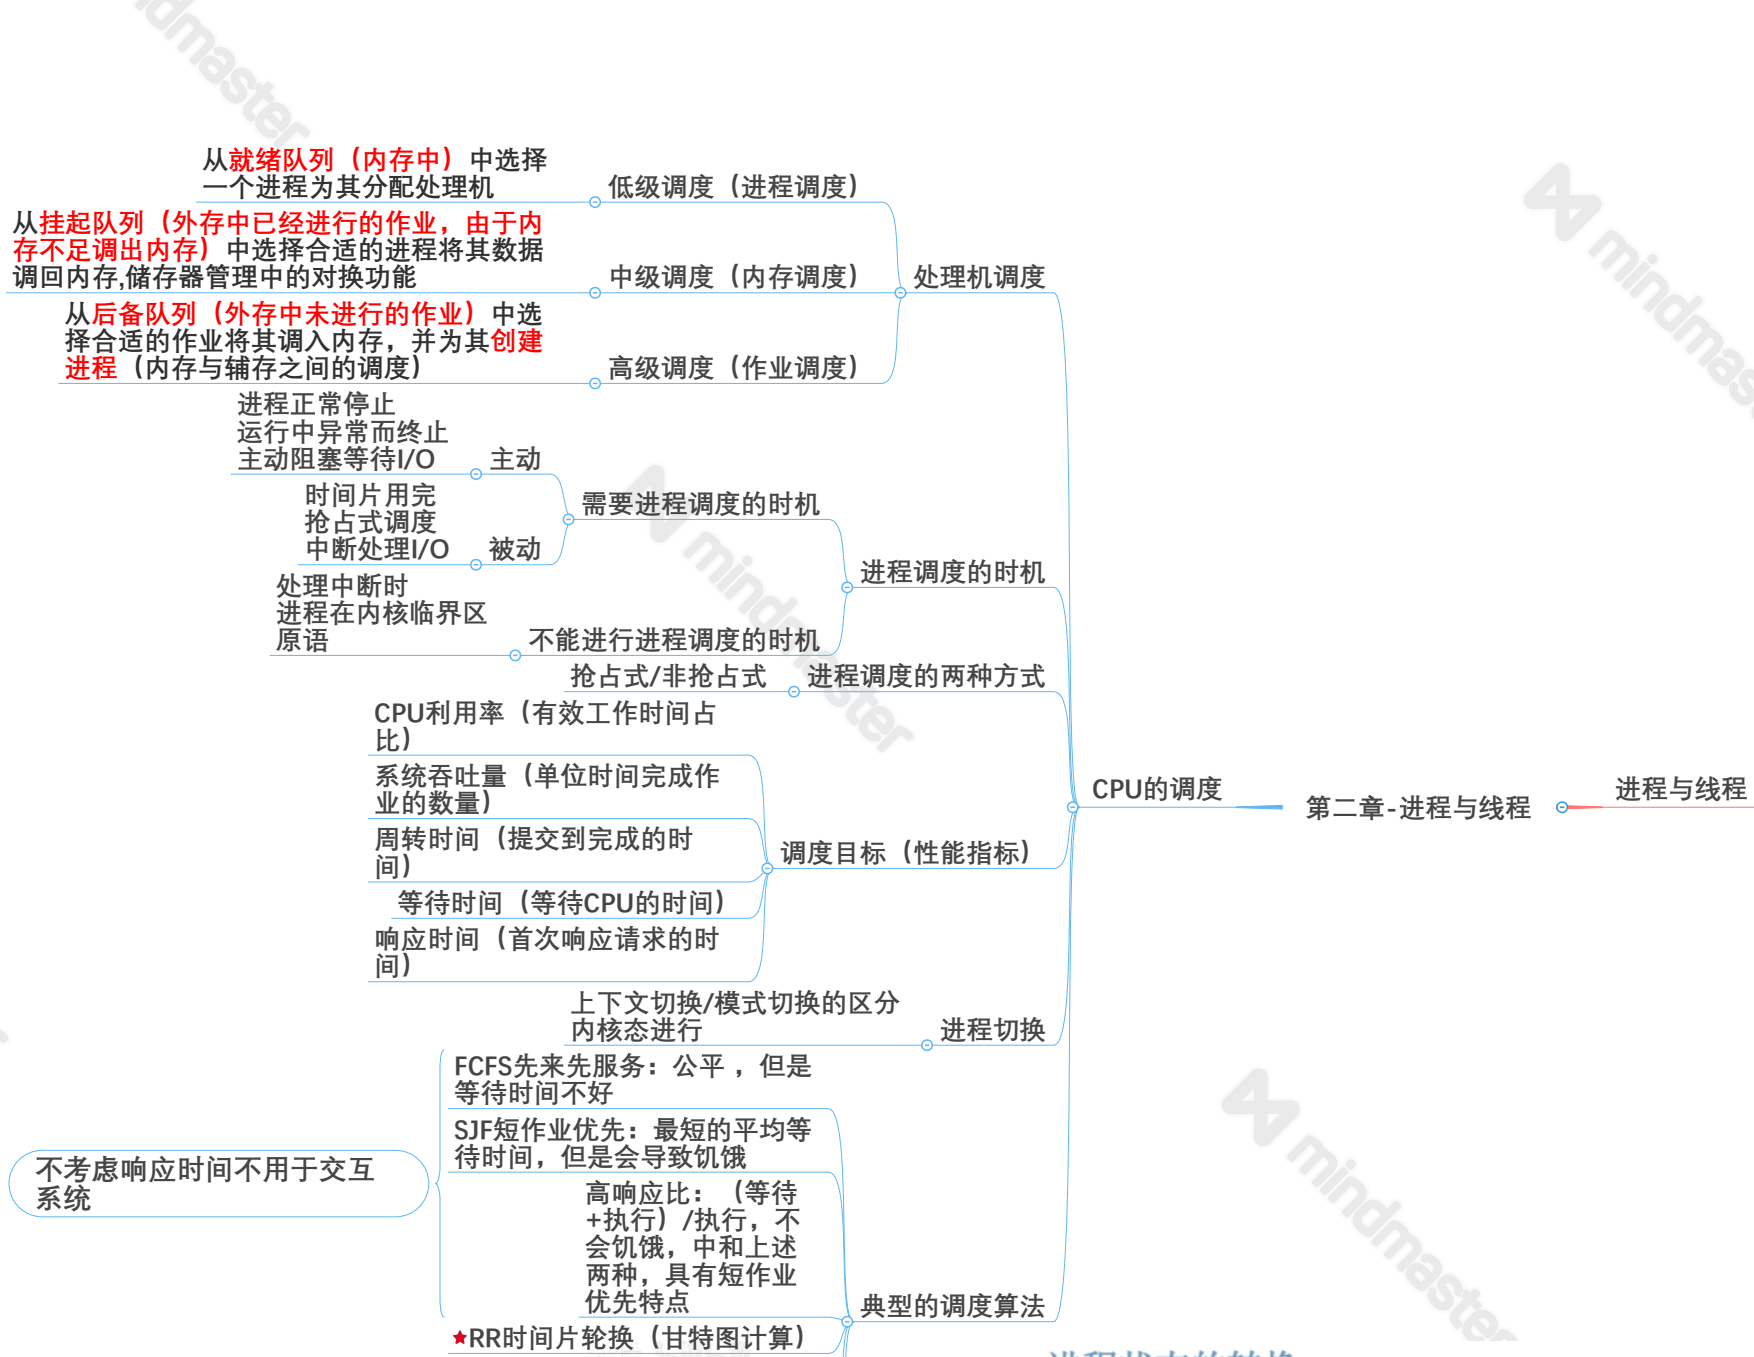 mindmaster
从就绪队列（内存中）中选择
一个进程为其分配处理机
低级调度（进程调度）
从挂起队列（外存中已经进行的作业，由于内
存不足调出内存）中选择合适的进程将其数据
调回内存,储存器管理中的对换功能
中级调度（内存调度）
处理机调度
从后备队列（外存中未进行的作业）中选
择合适的作业将其调入内存，并为其创建
进程（内存与辅存之间的调度）
高级调度（作业调度）
mindmaster
进程正常停止
运行中异常而终止
主动阻塞等待I/O
主动
时间片用完
抢占式调度
中断处理I/O
被动
需要进程调度的时机
处理中断时
进程在内核临界区
原语
不能进行进程调度的时机
进程调度的时机
mindmaster
抢占式/非抢占式
进程调度的两种方式
CPU利用率（有效工作时间占
比）
系统吞吐量（单位时间完成作
业的数量）
周转时间（提交到完成的时
间）
等待时间（等待CPU的时间）
响应时间（首次响应请求的时
间）
调度目标（性能指标）
CPU的调度
第二章-进程与线程
进程与线程
上下文切换/模式切换的区分
内核态进行
进程切换
FCFS先来先服务：公平 ，但是
等待时间不好
SJF短作业优先：最短的平均等
待时间，但是会导致饥饿
不考虑响应时间不用于交互
系统
高响应比：（等待
+执行）/执行，不
会饥饿，中和上述
两种，具有短作业
优先特点
典型的调度算法
★RR时间片轮换（甘特图计算）
mindmaster